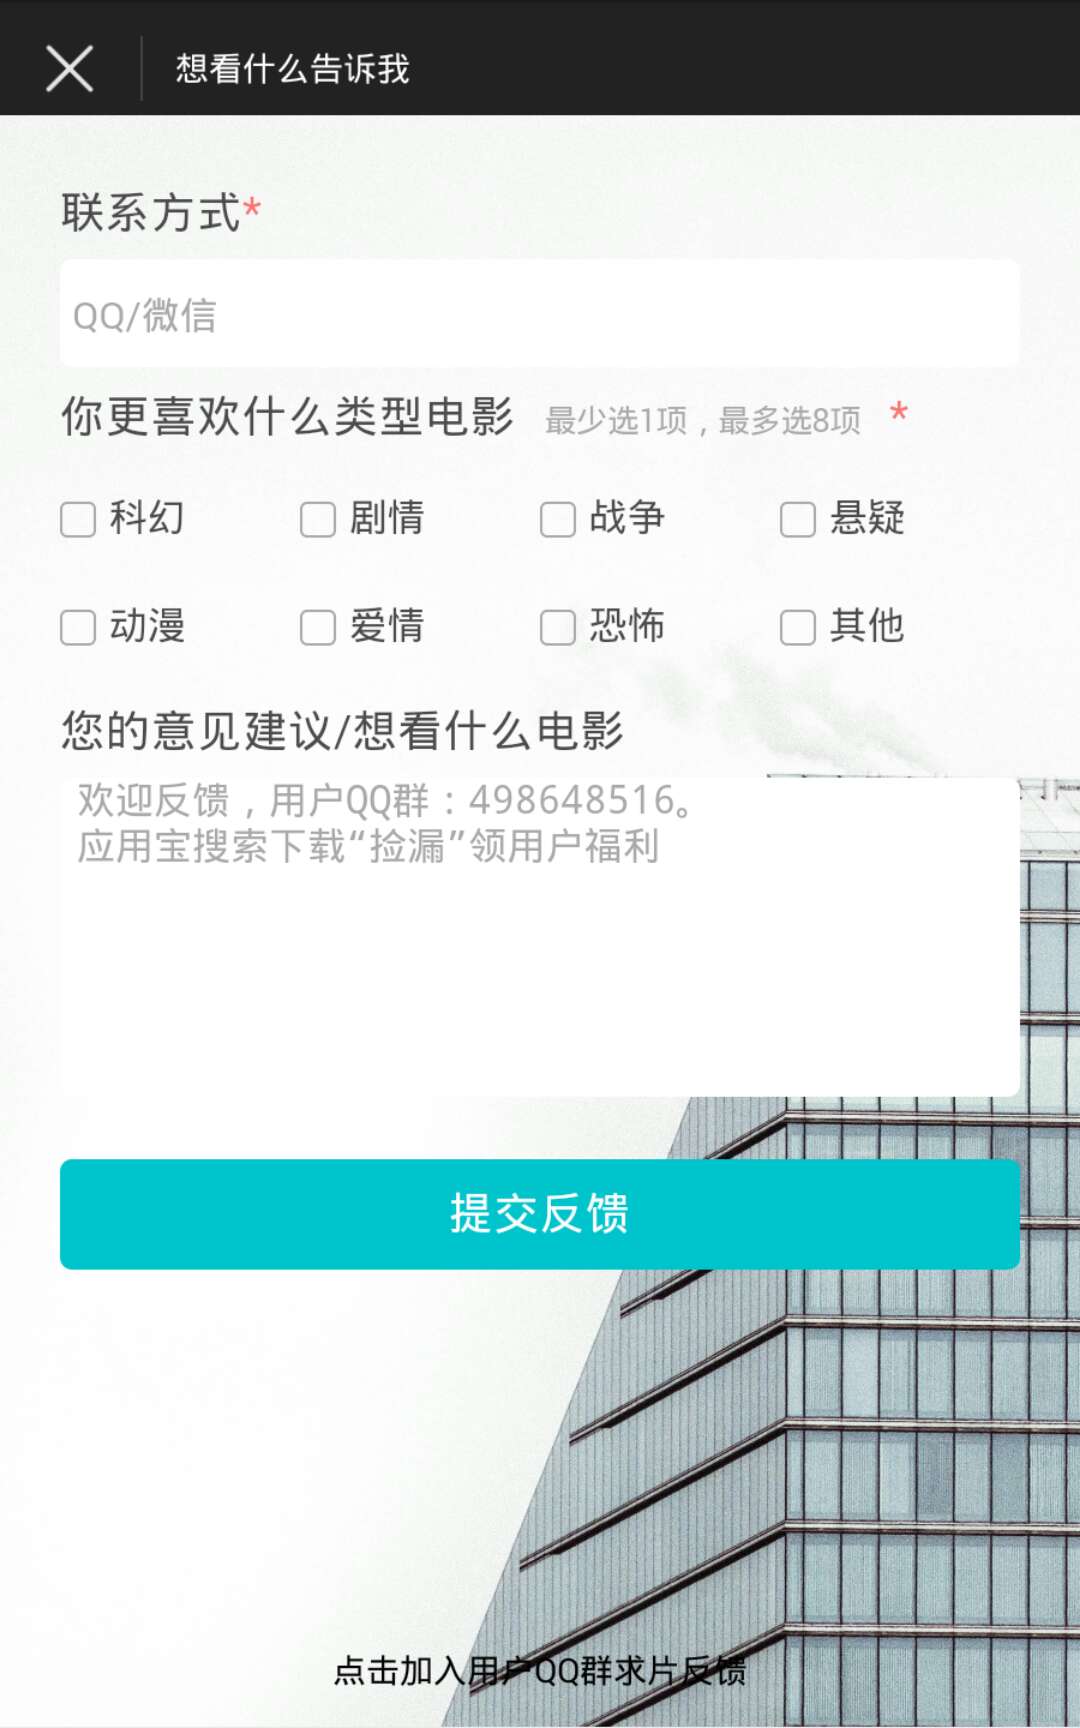 想看什么告诉我
联系方式*
QQ/微信
你更喜欢什么类型电影 最少选1项，最多选8项 *
科幻 剧情 战争 悬疑
动漫 爱情 恐怖 其他
您的意见建议/想看什么电影
欢迎反馈，用户QQ群：498648516。
应用宝搜索下载“捡漏”领用户福利
提交反馈
点击加入用户QQ群求片反馈